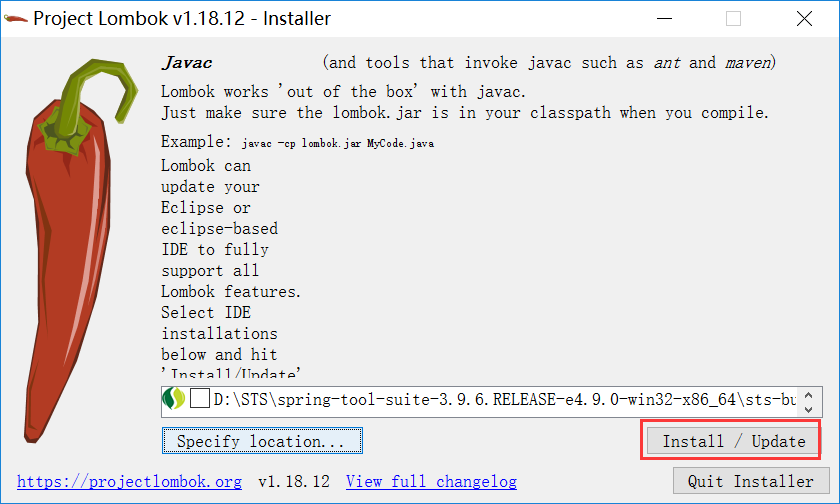 Project Lombok v1.18.12 - Installer
Javac (and tools that invoke javac such as ant and maven)
Lombok works 'out of the box' with javac.
Just make sure the lombok.jar is in your classpath when you compile.
Example: javac -cp lombok.jar MyCode.java
Lombok can
update your
Eclipse or
eclipse-based
IDE to fully
support all
Lombok features.
Select IDE
installations
below and hit
'Install/Update'
D:\STS\spring-tool-suite-3.9.6.RELEASE-e4.9.0-win32-x86_64\sts-bu
Specify location... Install / Update
https://projectlombok.org v1.18.12 View full changelog Quit Installer